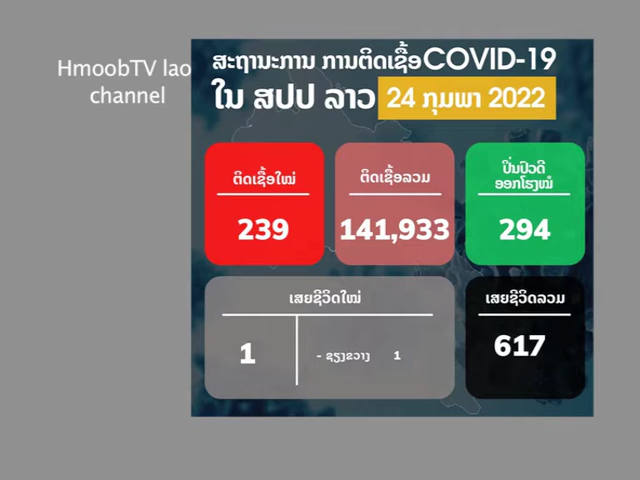 HmoobTV lao
channel
ສະຖານະການ ການຕິດເຊື້ອCOVID-19
ໃນ ສປປ ລາວ 24 ກຸມພາ 2022
ຕິດເຊື້ອໃໝ່
239
ຕິດເຊື້ອລວມ
141,933
ປິ່ນປົວດີ
ອອກໂຮງໝໍ
294
ເສຍຊີວິດໃໝ່
1
- ຊຽງຂວາງ 1
ເສຍຊີວິດລວມ
617